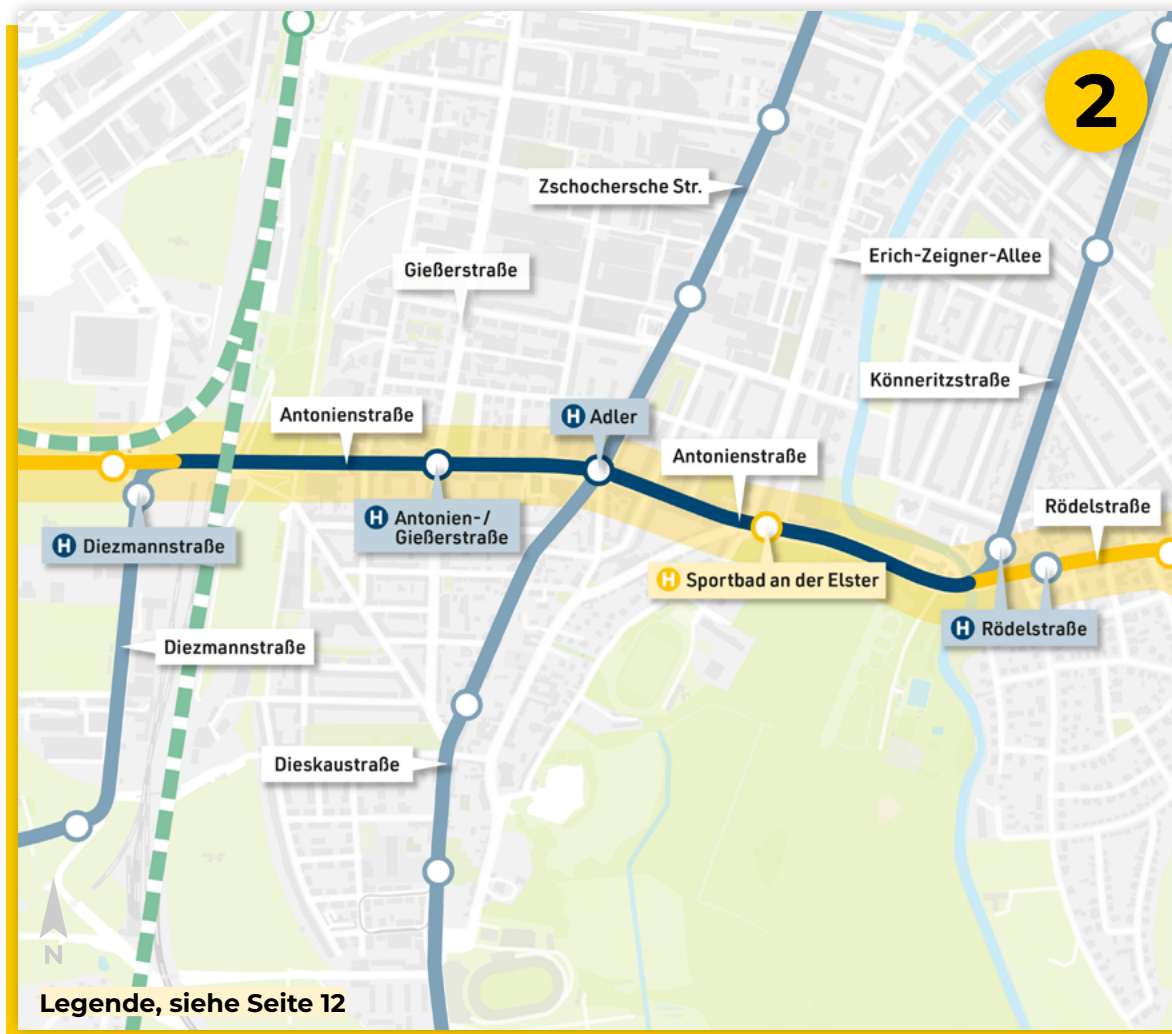 2
Zschochersche Str.
Erich-Zeigner-Allee
Gießerstraße
Könneritzstraße
Antonienstraße
H Adler
Antonienstraße
Rödelstraße
H Antonien-/
Gießerstraße
H Diezmannstraße
H Sportbad an der Elster
H Rödelstraße
Diezmannstraße
Dieskaustraße
N
Legende, siehe Seite 12